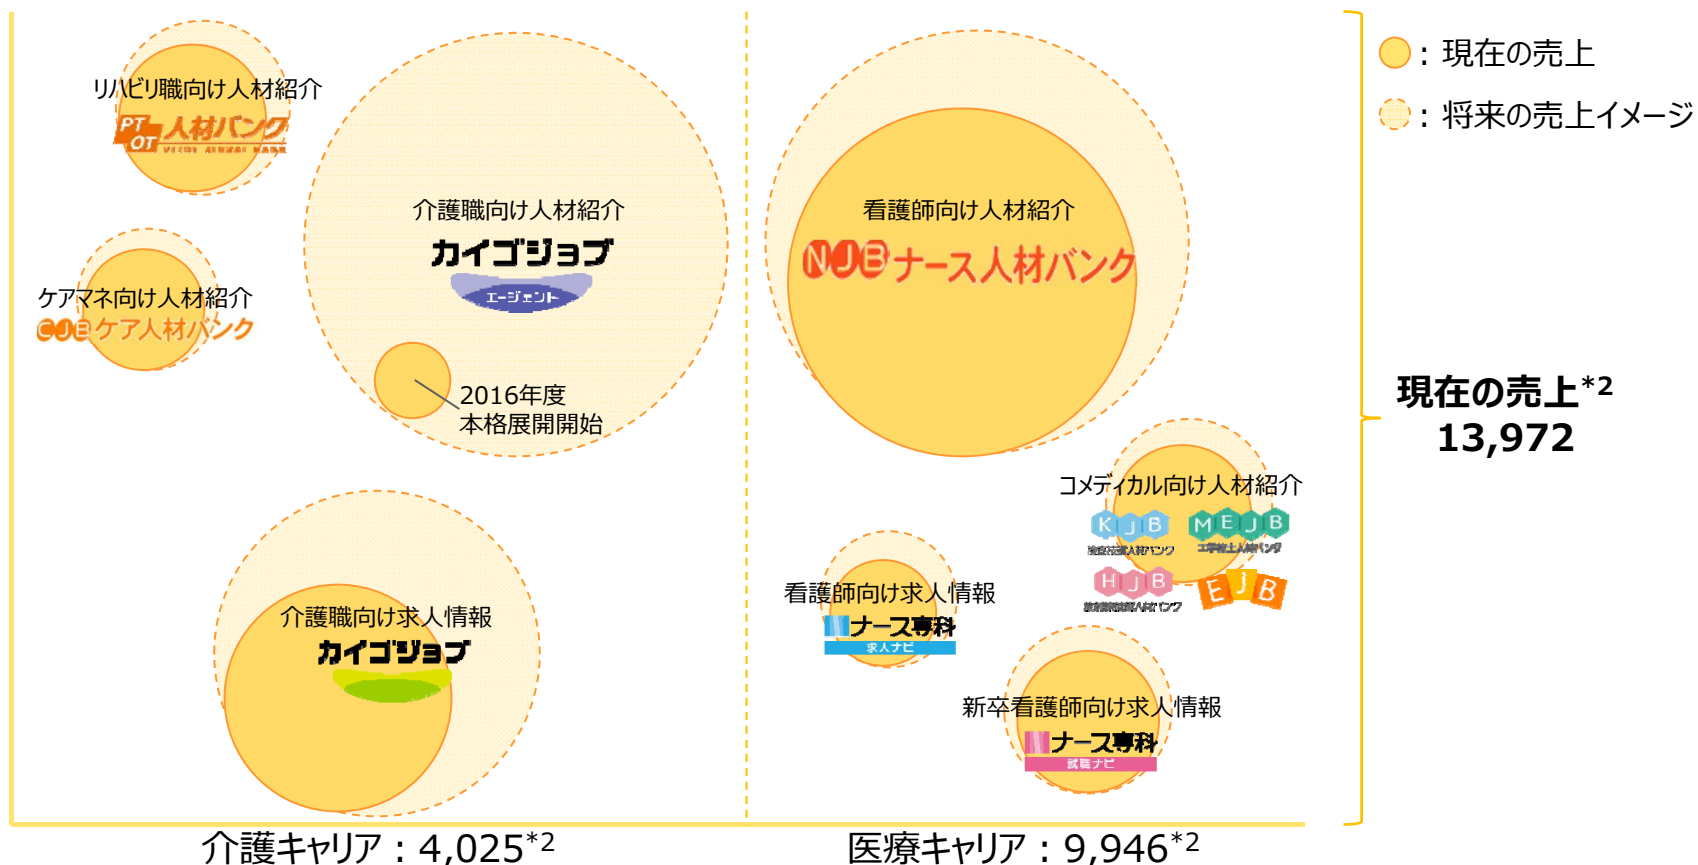 リハビリ職向け人材紹介
PT
OT
人材バンク
介護職向け人材紹介
カイゴジョブ
エージェント
2016年度
本格展開開始
ケアマネ向け人材紹介
CJB ケア人材バンク
介護職向け求人情報
カイゴジョブ
看護師向け人材紹介
NJB ナース人材バンク
コメディカル向け人材紹介
KJB
MEJB
工学技士人材バンク
HJB
EJB
看護師向け求人情報
ナース専科
求人ナビ
新卒看護師向け求人情報
ナース専科
就職ナビ
:現在の売上
:将来の売上イメージ
現在の売上*2
13,972
介護キャリア:4,025*2
医療キャリア:9,946*2